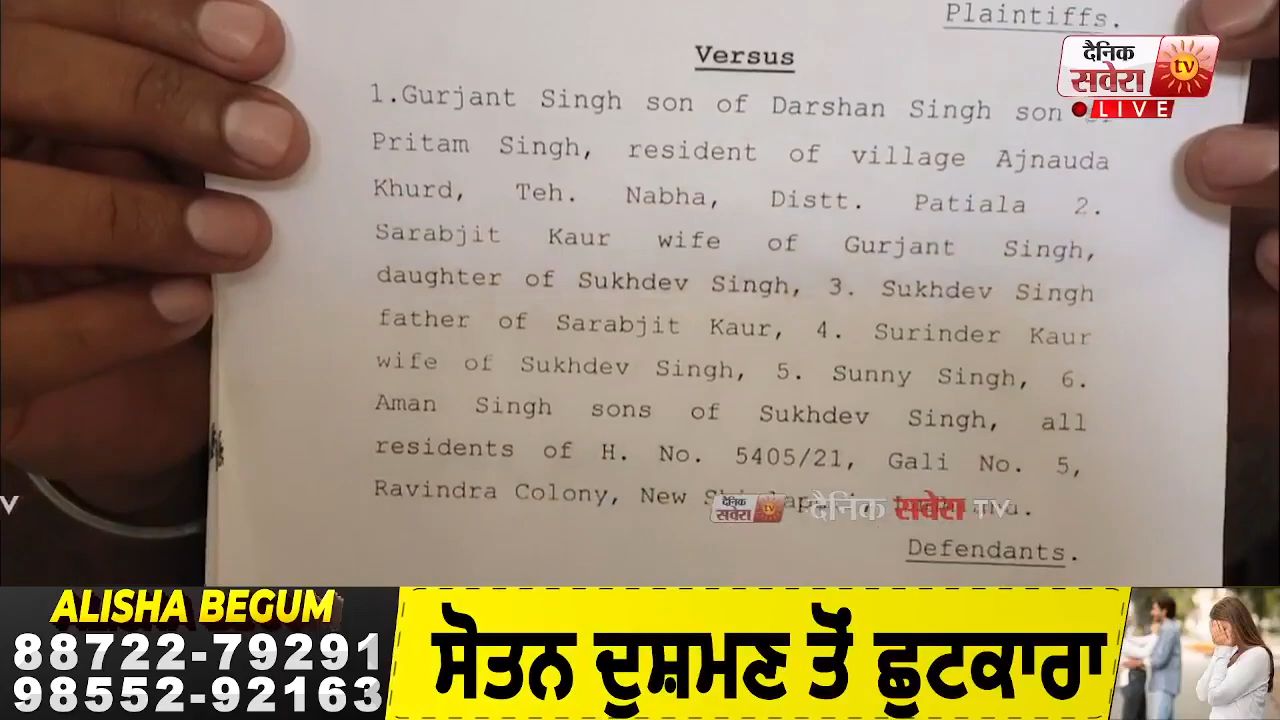 Plaintiffs.
Versus
दैनिक
सवेरा tv
LIVE
1.Gurjant Singh son of Darshan Singh son
Pritam Singh, resident of village Ajnauda
Khurd, Teh. Nabha, Distt. Patiala 2.
Sarabjit Kaur wife of Gurjant Singh,
daughter of Sukhdev Singh, 3. Sukhdev Singh
father of Sarabjit Kaur, 4. Surinder Kaur
wife of Sukhdev Singh, 5. Sunny Singh, 6.
Aman Singh sons of Sukhdev Singh, all
residents of H. No. 5405/21, Gali No. 5,
Ravindra Colony, New
दैनिक सवेरा tv दैनिक सवेरा TV
V
Defendants.
ALISHA BEGUM
88722-79291
98552-92163
ਸੋਤਨ ਦੁਸ਼ਮਣ ਤੋਂ ਛੁਟਕਾਰਾ